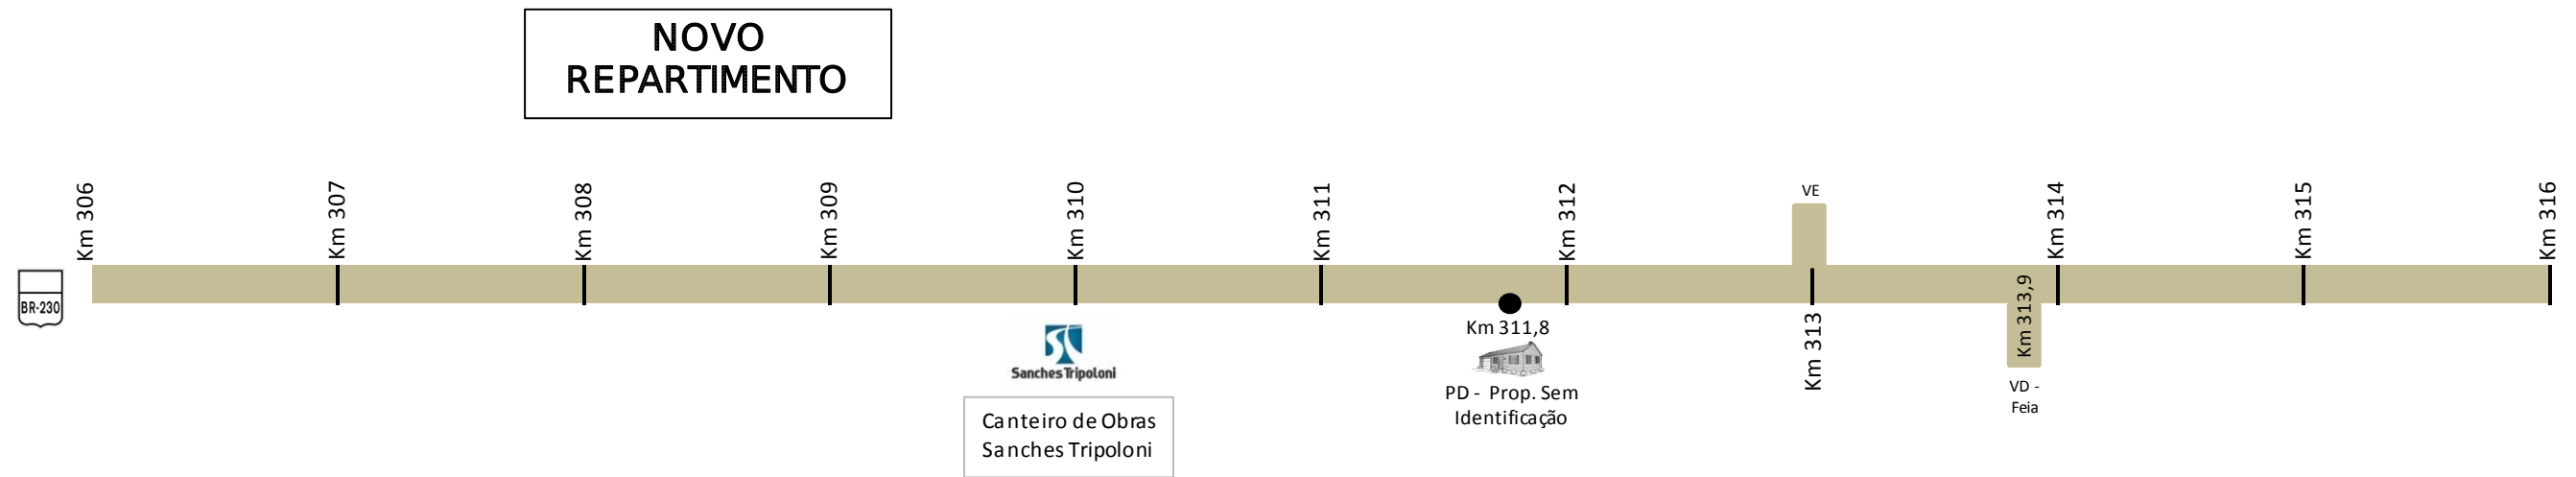 NOVO
REPARTIMENTO
Km 306
Km 307
Km 308
Km 309
Km 310
Km 311
Km 312
VE
Km 314
Km 315
Km 316
BR-230
Km 313,9
Km 311,8
Km 313
Sanches Tripoloni
PD - Prop. Sem
Identificação
VD -
Feia
Canteiro de Obras
Sanches Tripoloni